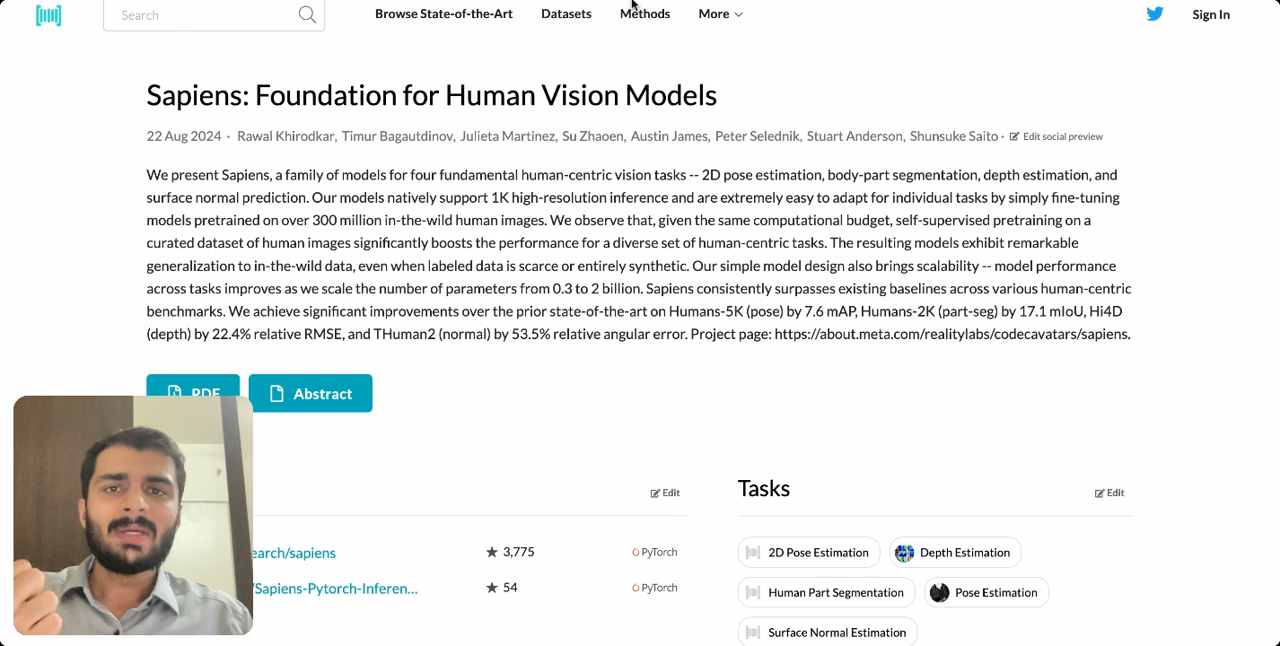 Search
Browse State-of-the-Art
Datasets
Methods
More
Sign In
Sapiens: Foundation for Human Vision Models
22 Aug 2024 · Rawal Khirodkar, Timur Bagautdinov, Julieta Martinez, Su Zhaoen, Austin James, Peter Selednik, Stuart Anderson, Shunsuke Saito · Edit social preview
We present Sapiens, a family of models for four fundamental human-centric vision tasks -- 2D pose estimation, body-part segmentation, depth estimation, and
surface normal prediction. Our models natively support 1K high-resolution inference and are extremely easy to adapt for individual tasks by simply fine-tuning
models pretrained on over 300 million in-the-wild human images. We observe that, given the same computational budget, self-supervised pretraining on a
curated dataset of human images significantly boosts the performance for a diverse set of human-centric tasks. The resulting models exhibit remarkable
generalization to in-the-wild data, even when labeled data is scarce or entirely synthetic. Our simple model design also brings scalability -- model performance
across tasks improves as we scale the number of parameters from 0.3 to 2 billion. Sapiens consistently surpasses existing baselines across various human-centric
benchmarks. We achieve significant improvements over the prior state-of-the-art on Humans-5K (pose) by 7.6 mAP, Humans-2K (part-seg) by 17.1 mIoU, Hi4D
(depth) by 22.4% relative RMSE, and THuman2 (normal) by 53.5% relative angular error. Project page: https://about.meta.com/realitylabs/codecavatars/sapiens.
PDF
Abstract
Edit
earch/sapiens
3,775
PyTorch
/Sapiens-Pytorch-Inferen...
54
PyTorch
Tasks
Edit
2D Pose Estimation
Depth Estimation
Human Part Segmentation
Pose Estimation
Surface Normal Estimation